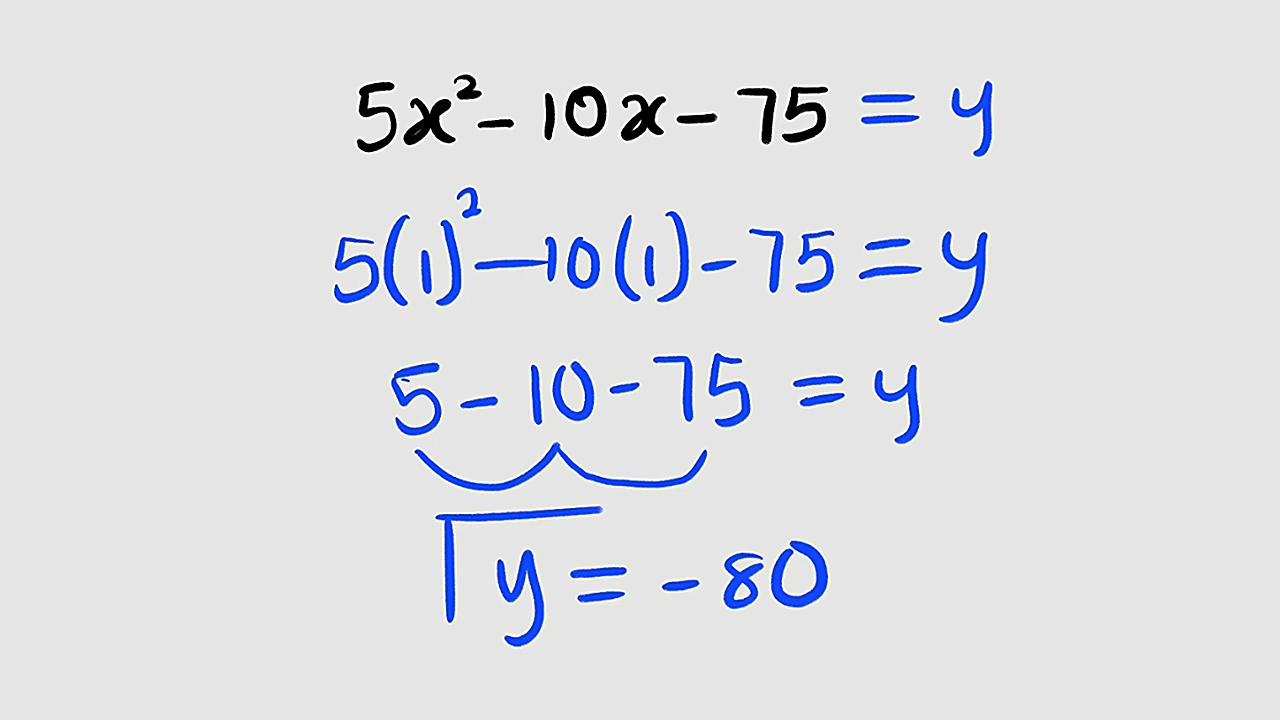 5x² - 10x - 75 = y
5(1)² - 10(1) - 75 = y
5 - 10 - 75 = y
y = -80